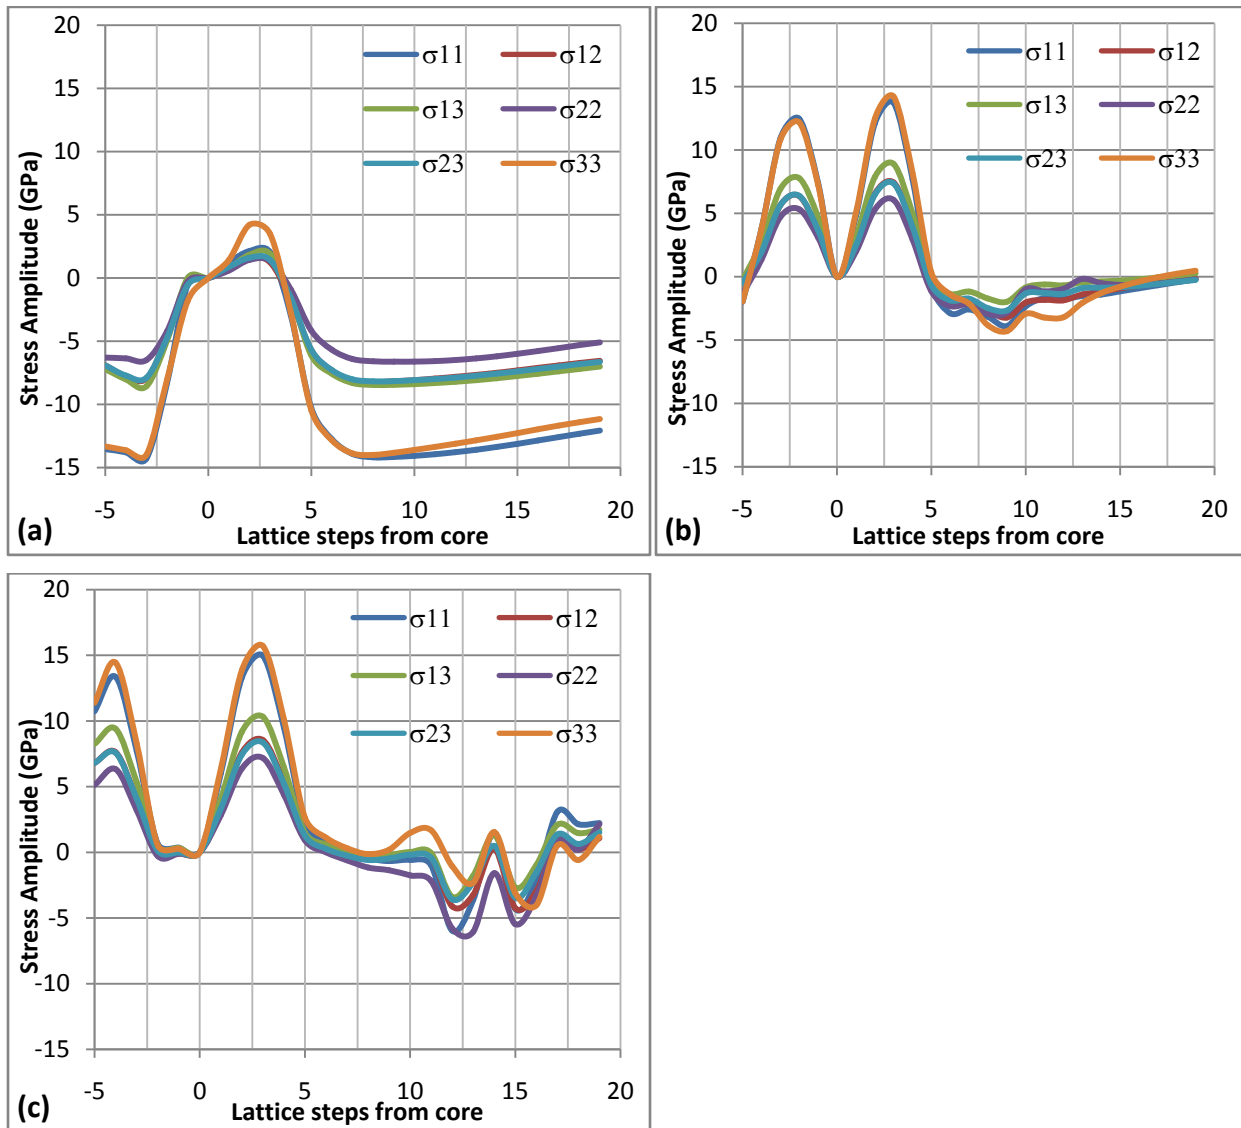 20
15
10
5
0
-5
-10
-15
Stress Amplitude (GPa)
σ11 σ12
σ13 σ22
σ23 σ33
-5 0 5 10 15 20
Lattice steps from core
(a)
20
15
10
5
0
-5
-10
-15
Stress Amplitude (GPa)
σ11 σ12
σ13 σ22
σ23 σ33
-5 0 5 10 15 20
Lattice steps from core
(b)
20
15
10
5
0
-5
-10
-15
Stress Amplitude (GPa)
σ11 σ12
σ13 σ22
σ23 σ33
-5 0 5 10 15 20
Lattice steps from core
(c)